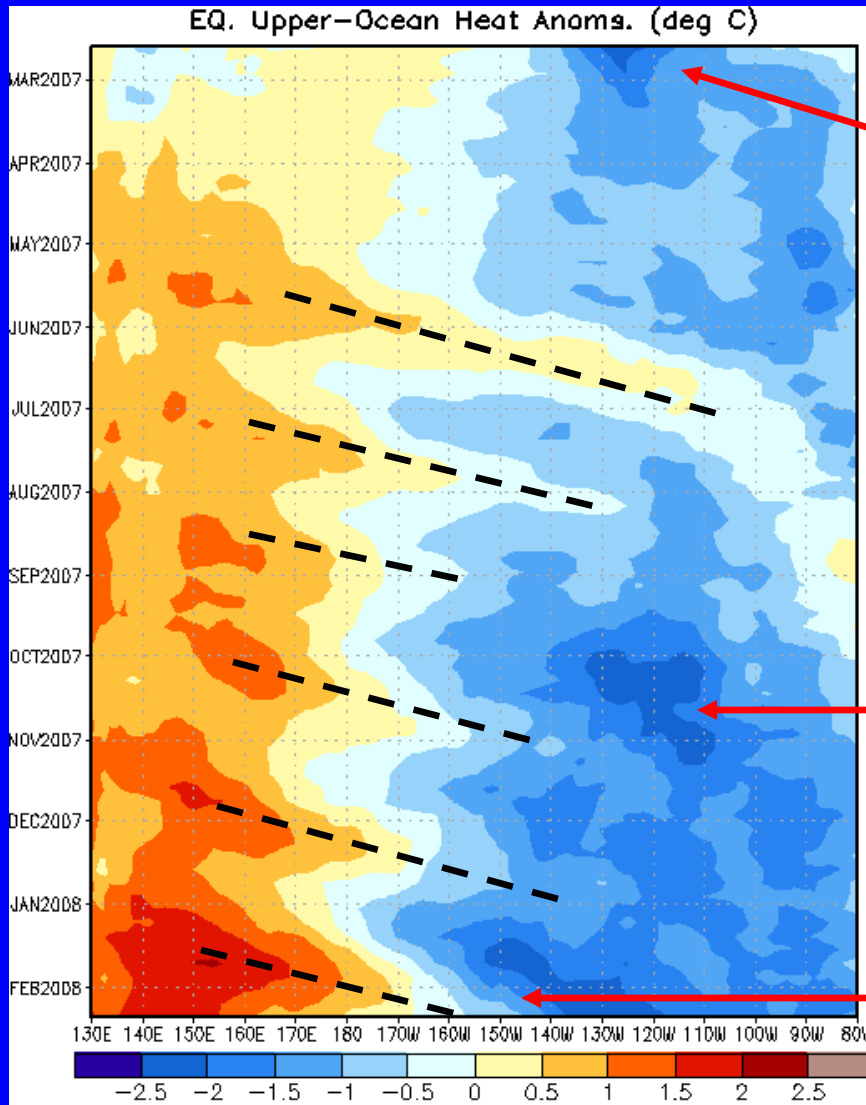 EQ. Upper-Ocean Heat Anoms. (deg C)
MAR2007
APR2007
MAY2007
JUN2007
JUL2007
AUG2007
SEP2007
OCT2007
NOV2007
DEC2007
JAN2008
FEB2008
130E 140E 150E 160E 170E 180 170W 160W 150W 140W 130W 120W 110W 100W 90W 80W
-2.5 -2 -1.5 -1 -0.5 0 0.5 1 1.5 2 2.5